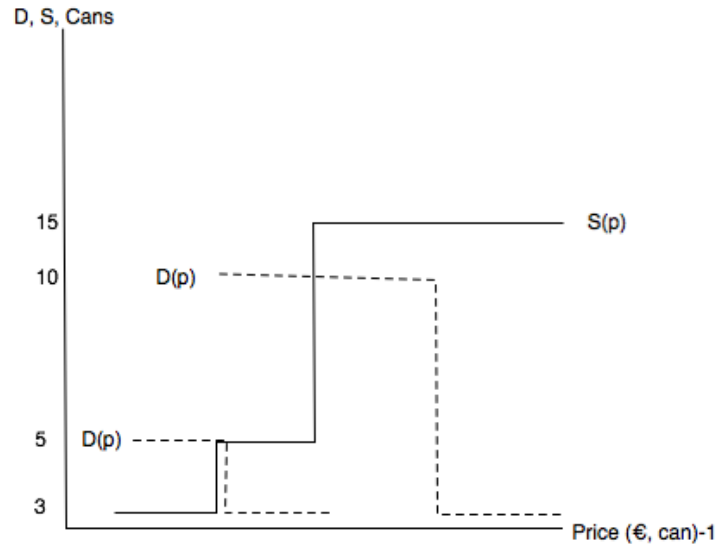 D, S, Cans
15
S(p)
10
D(p)
5
D(p)
3
Price (€, can)-1